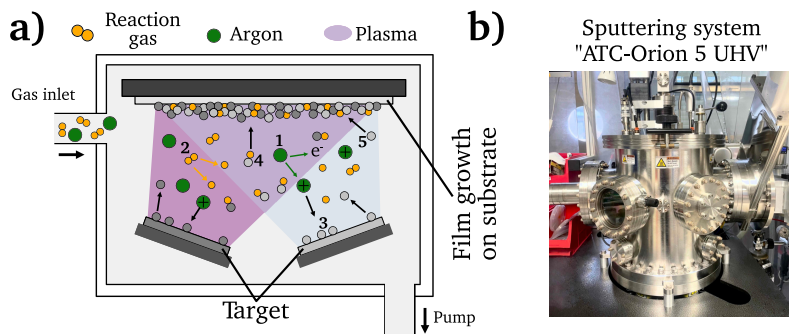 a)
Reaction
gas
Argon
Plasma
Gas inlet
1
2
e-
4
5
3
Film growth
on substrate
Target
Pump
b)
Sputtering system
"ATC-Orion 5 UHV"